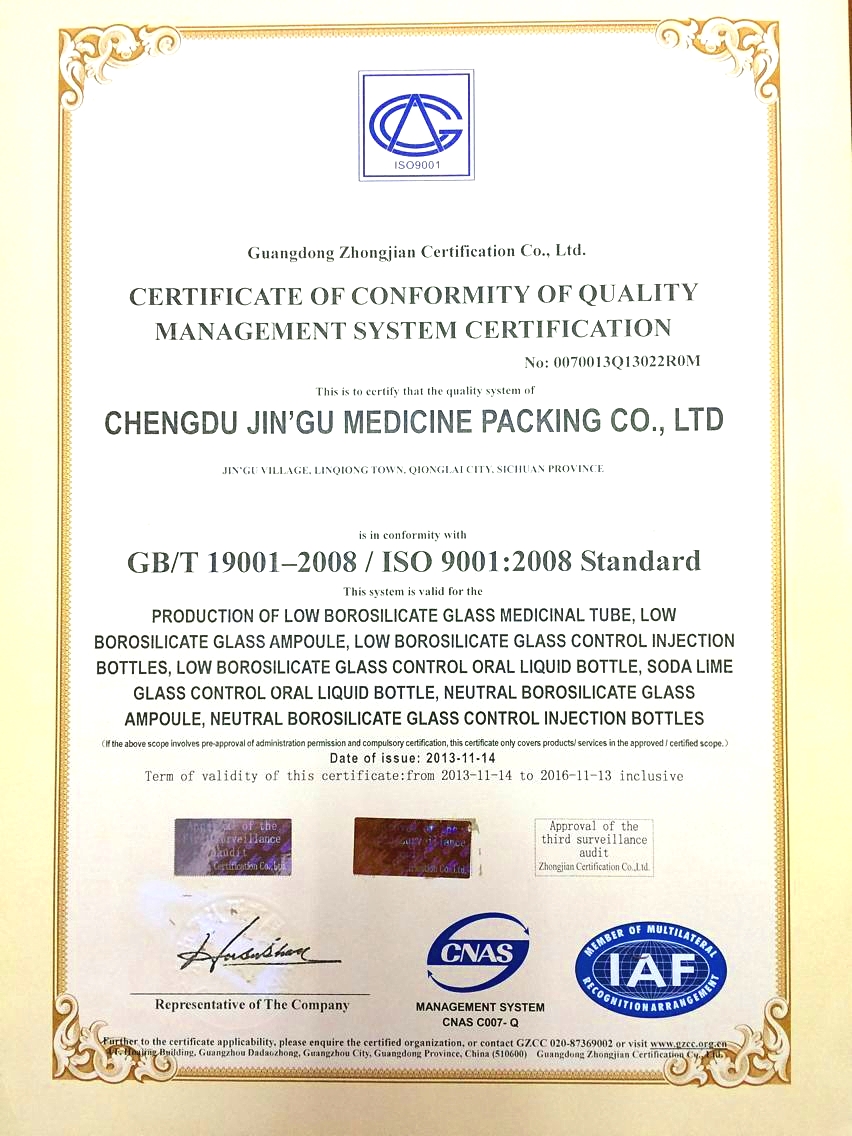 ISO9001
Guangdong Zhongjian Certification Co., Ltd.
CERTIFICATE OF CONFORMITY OF QUALITY
MANAGEMENT SYSTEM CERTIFICATION
No: 0070013Q13022R0M
This is to certify that the quality system of
CHENGDU JIN'GU MEDICINE PACKING CO., LTD
JIN'GU VILLAGE, LINQIONG TOWN, QIONGLAI CITY, SICHUAN PROVINCE
is in conformity with
GB/T 19001–2008 / ISO 9001:2008 Standard
This system is valid for the
PRODUCTION OF LOW BOROSILICATE GLASS MEDICINAL TUBE, LOW
BOROSILICATE GLASS AMPOULE, LOW BOROSILICATE GLASS CONTROL INJECTION
BOTTLES, LOW BOROSILICATE GLASS CONTROL ORAL LIQUID BOTTLE, SODA LIME
GLASS CONTROL ORAL LIQUID BOTTLE, NEUTRAL BOROSILICATE GLASS
AMPOULE, NEUTRAL BOROSILICATE GLASS CONTROL INJECTION BOTTLES
(If the above scope involves pre-approval of administration permission and compulsory certification, this certificate only covers products/ services in the approved / certified scope.)
Date of issue: 2013-11-14
Term of validity of this certificate:from 2013-11-14 to 2016-11-13 inclusive
of the
surveillance
audit
Certification Co.,Ltd.
Approval of the
third surveillance
audit
Zhongjian Certification Co.,Ltd.
CNAS
MANAGEMENT SYSTEM
CNAS C007- Q
MEMBER OF MULTILATERAL
IAF
RECOGNITION ARRANGEMENT
Representative of The Company
Further to the certificate applicability, please enquire the certified organization, or contact GZCC 020-87369002 or visit www.gzcc.org.cn
Building, Guangzhou Dadaozhong, Guangzhou City, Guangdong Province, China (510600) Guangdong Zhongjian Certification Co., Ltd.